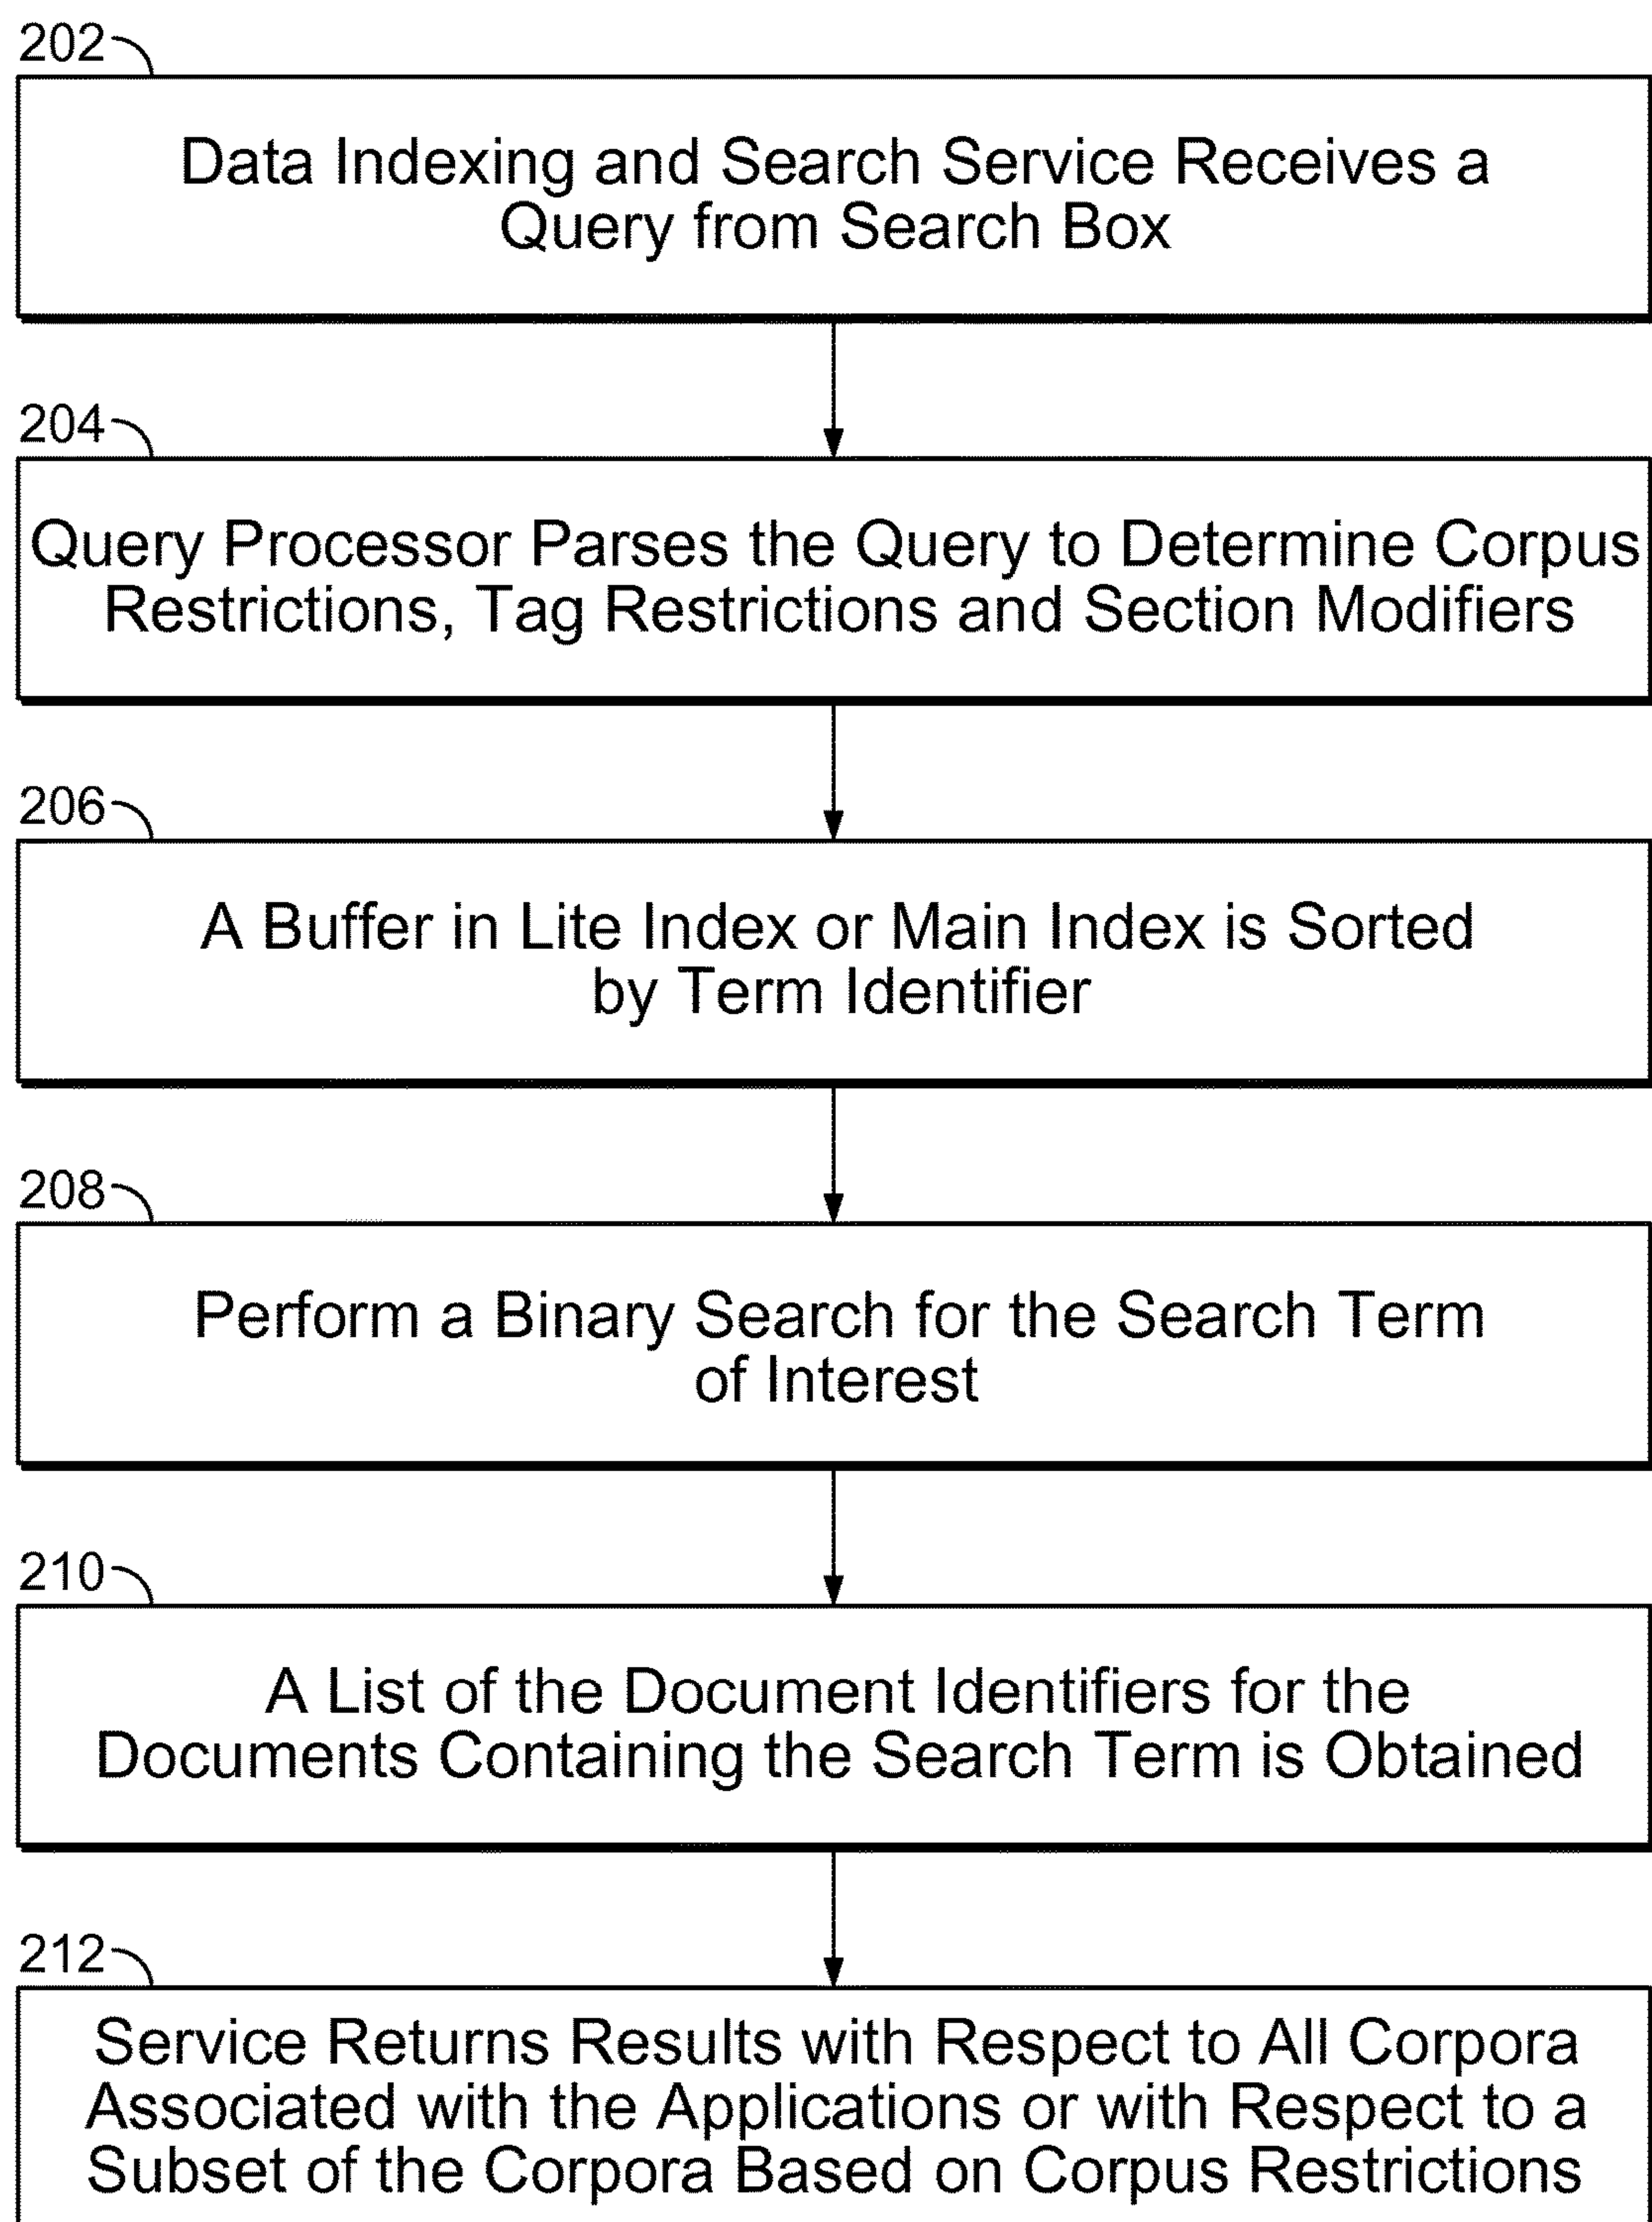 202
Data Indexing and Search Service Receives a
Query from Search Box
204
Query Processor Parses the Query to Determine Corpus
Restrictions, Tag Restrictions and Section Modifiers
206
A Buffer in Lite Index or Main Index is Sorted
by Term Identifier
208
Perform a Binary Search for the Search Term
of Interest
210
A List of the Document Identifiers for the
Documents Containing the Search Term is Obtained
212
Service Returns Results with Respect to All Corpora
Associated with the Applications or with Respect to a
Subset of the Corpora Based on Corpus Restrictions